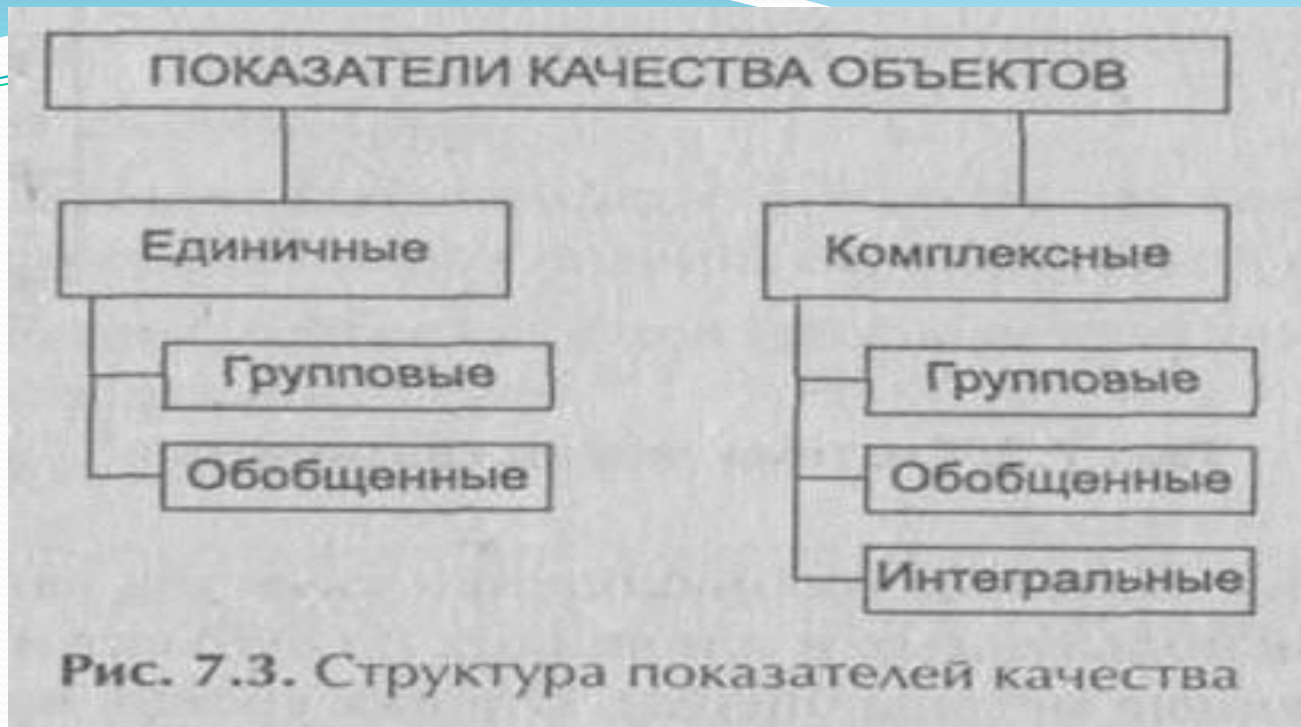 ПОКАЗАТЕЛИ КАЧЕСТВА ОБЪЕКТОВ
Единичные
Групповые
Обобщенные
Комплексные
Групповые
Обобщенные
Интегральные
Рис. 7.3. Структура показателей качества